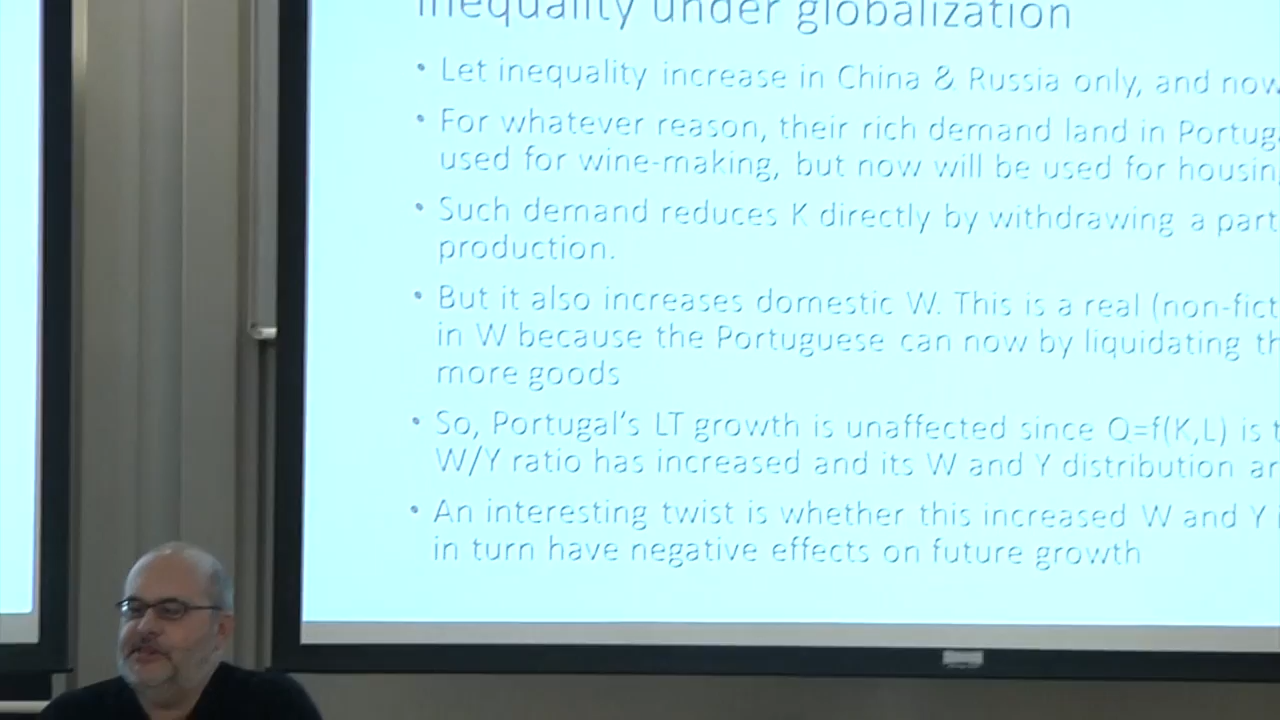 inequality under globalization
• Let inequality increase in China & Russia only, and now
• For whatever reason, their rich demand land in Portug
used for wine-making, but now will be used for housin
• Such demand reduces K directly by withdrawing a part
production.
• But it also increases domestic W. This is a real (non-fict
in W because the Portuguese can now by liquidating th
more goods
• So, Portugal's LT growth is unaffected since Q=f(K,L) is t
W/Y ratio has increased and its W and Y distribution ar
• An interesting twist is whether this increased W and Y
in turn have negative effects on future growth